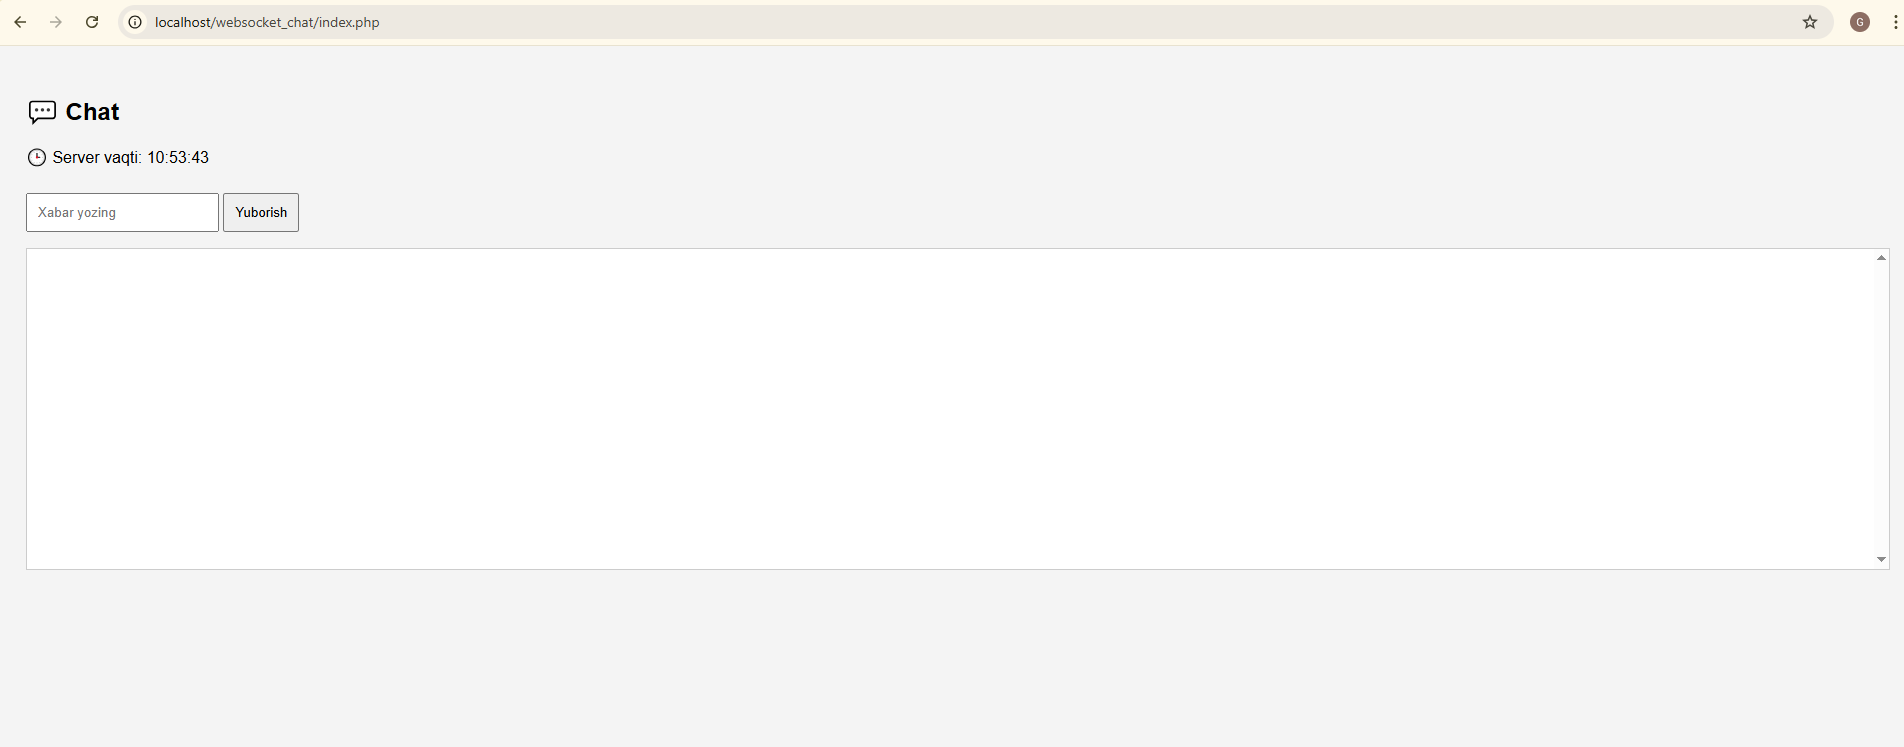 localhost/websocket_chat/index.php
G
Chat
Server vaqti: 10:53:43
Xabar yozing
Yuborish